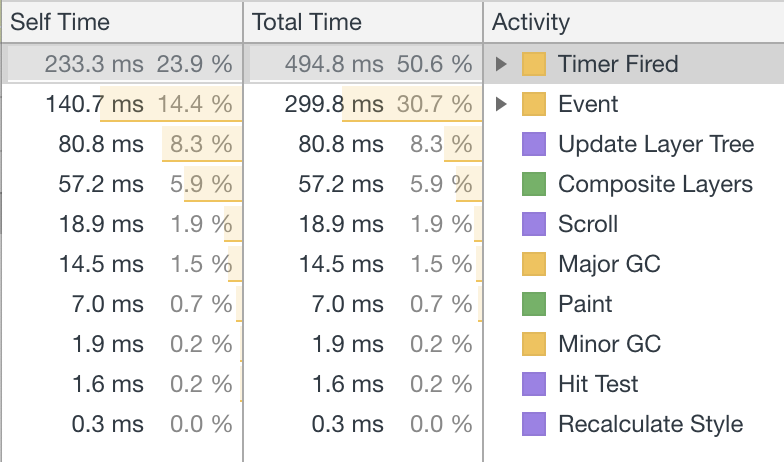 Self Time Total Time Activity
233.3 ms 23.9 % 494.8 ms 50.6 % Timer Fired
140.7 ms 14.4 % 299.8 ms 30.7 % Event
80.8 ms 8.3 % 80.8 ms 8.3 % Update Layer Tree
57.2 ms 5.9 % 57.2 ms 5.9 % Composite Layers
18.9 ms 1.9 % 18.9 ms 1.9 % Scroll
14.5 ms 1.5 % 14.5 ms 1.5 % Major GC
7.0 ms 0.7 % 7.0 ms 0.7 % Paint
1.9 ms 0.2 % 1.9 ms 0.2 % Minor GC
1.6 ms 0.2 % 1.6 ms 0.2 % Hit Test
0.3 ms 0.0 % 0.3 ms 0.0 % Recalculate Style